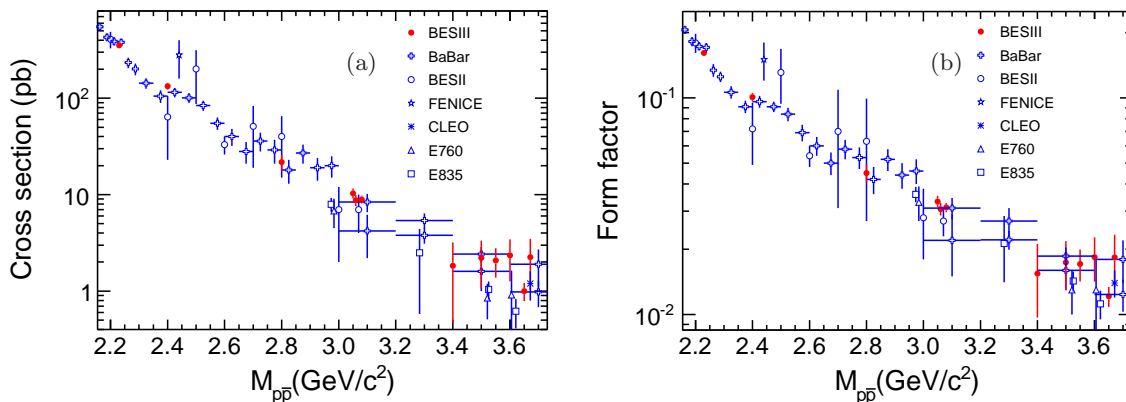 (a)
BESIII
BaBar
BESII
FENICE
CLEO
E760
E835
Cross section (pb)
10²
10
1
2.2 2.4 2.6 2.8 3.0 3.2 3.4 3.6
M_pp̅(GeV/c²)
(b)
BESIII
BaBar
BESII
FENICE
CLEO
E760
E835
Form factor
10⁻¹
10⁻²
2.2 2.4 2.6 2.8 3.0 3.2 3.4 3.6
M_pp̅(GeV/c²)